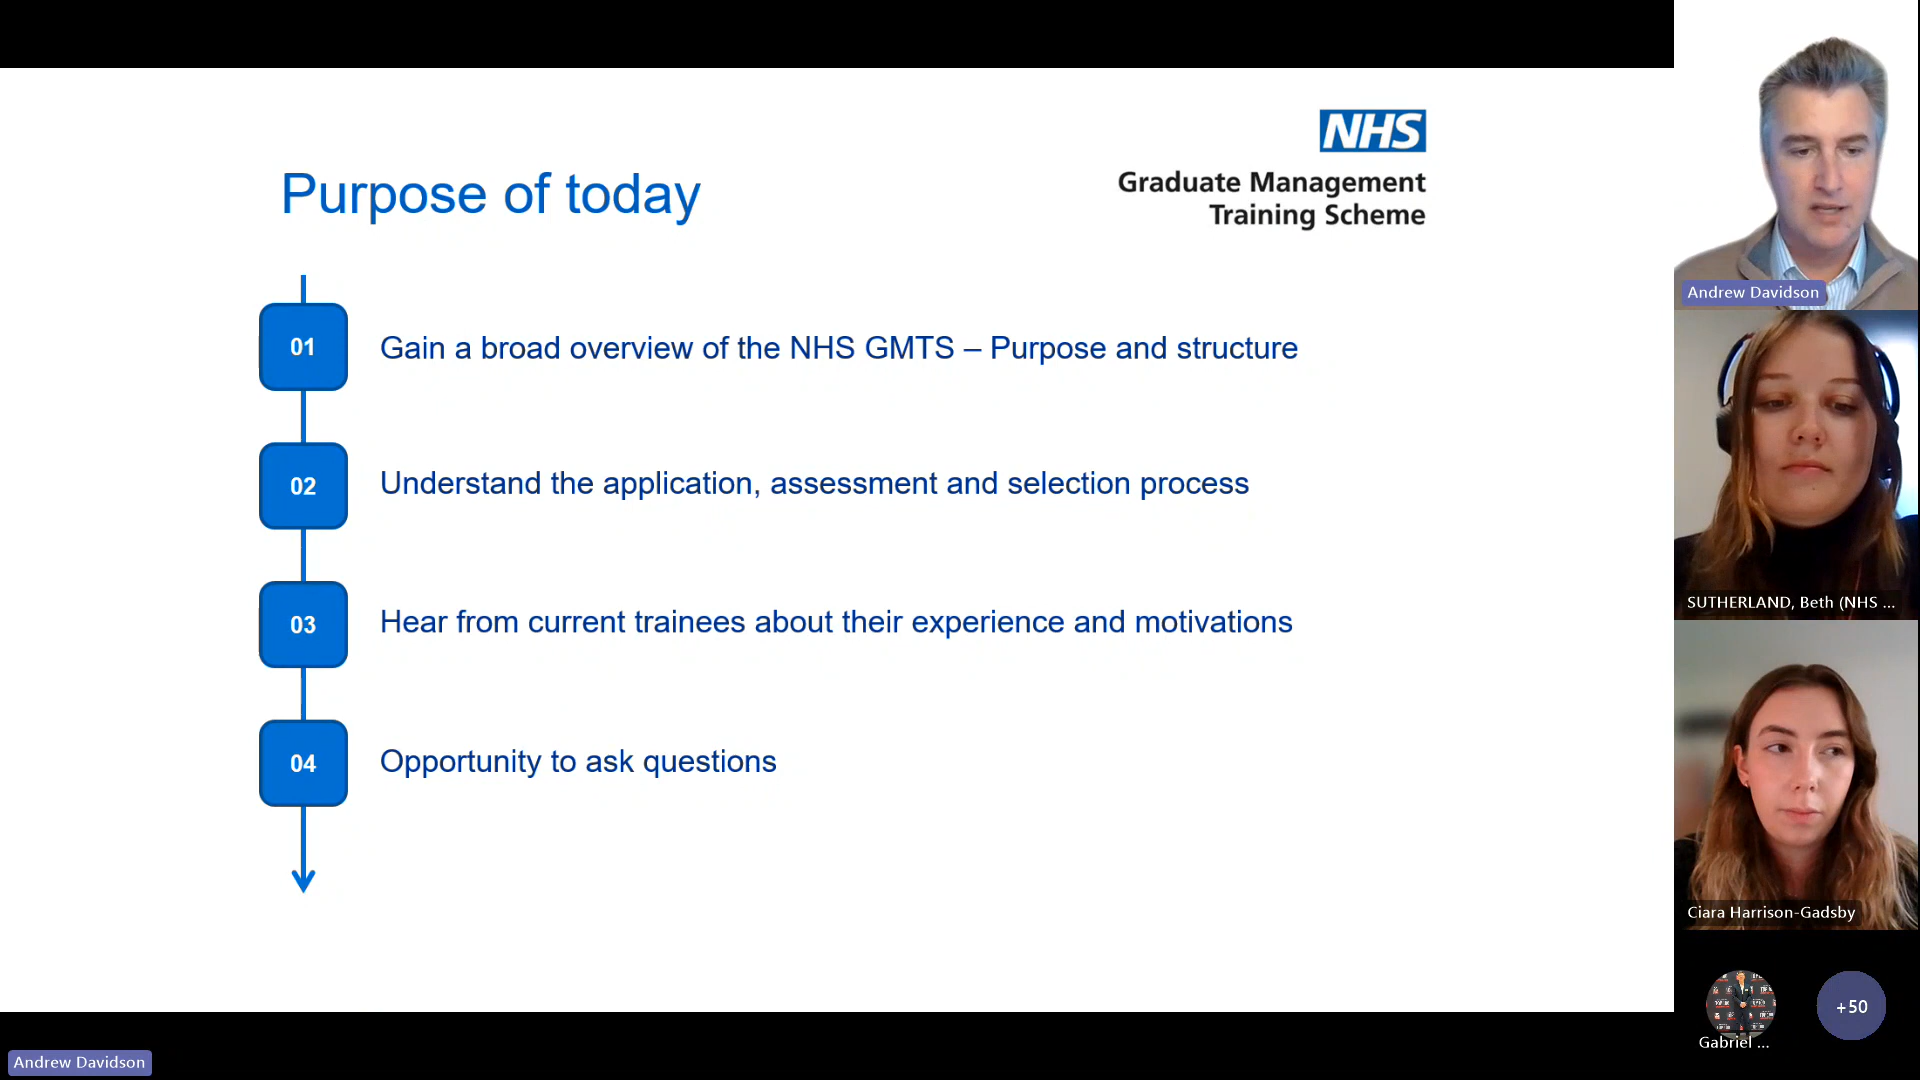 NHS
Graduate Management
Training Scheme
Purpose of today
01
Gain a broad overview of the NHS GMTS – Purpose and structure
02
Understand the application, assessment and selection process
03
Hear from current trainees about their experience and motivations
04
Opportunity to ask questions
Andrew Davidson
Andrew Davidson
SUTHERLAND, Beth (NHS ...
Ciara Harrison-Gadsby
Gabriel ...
+50